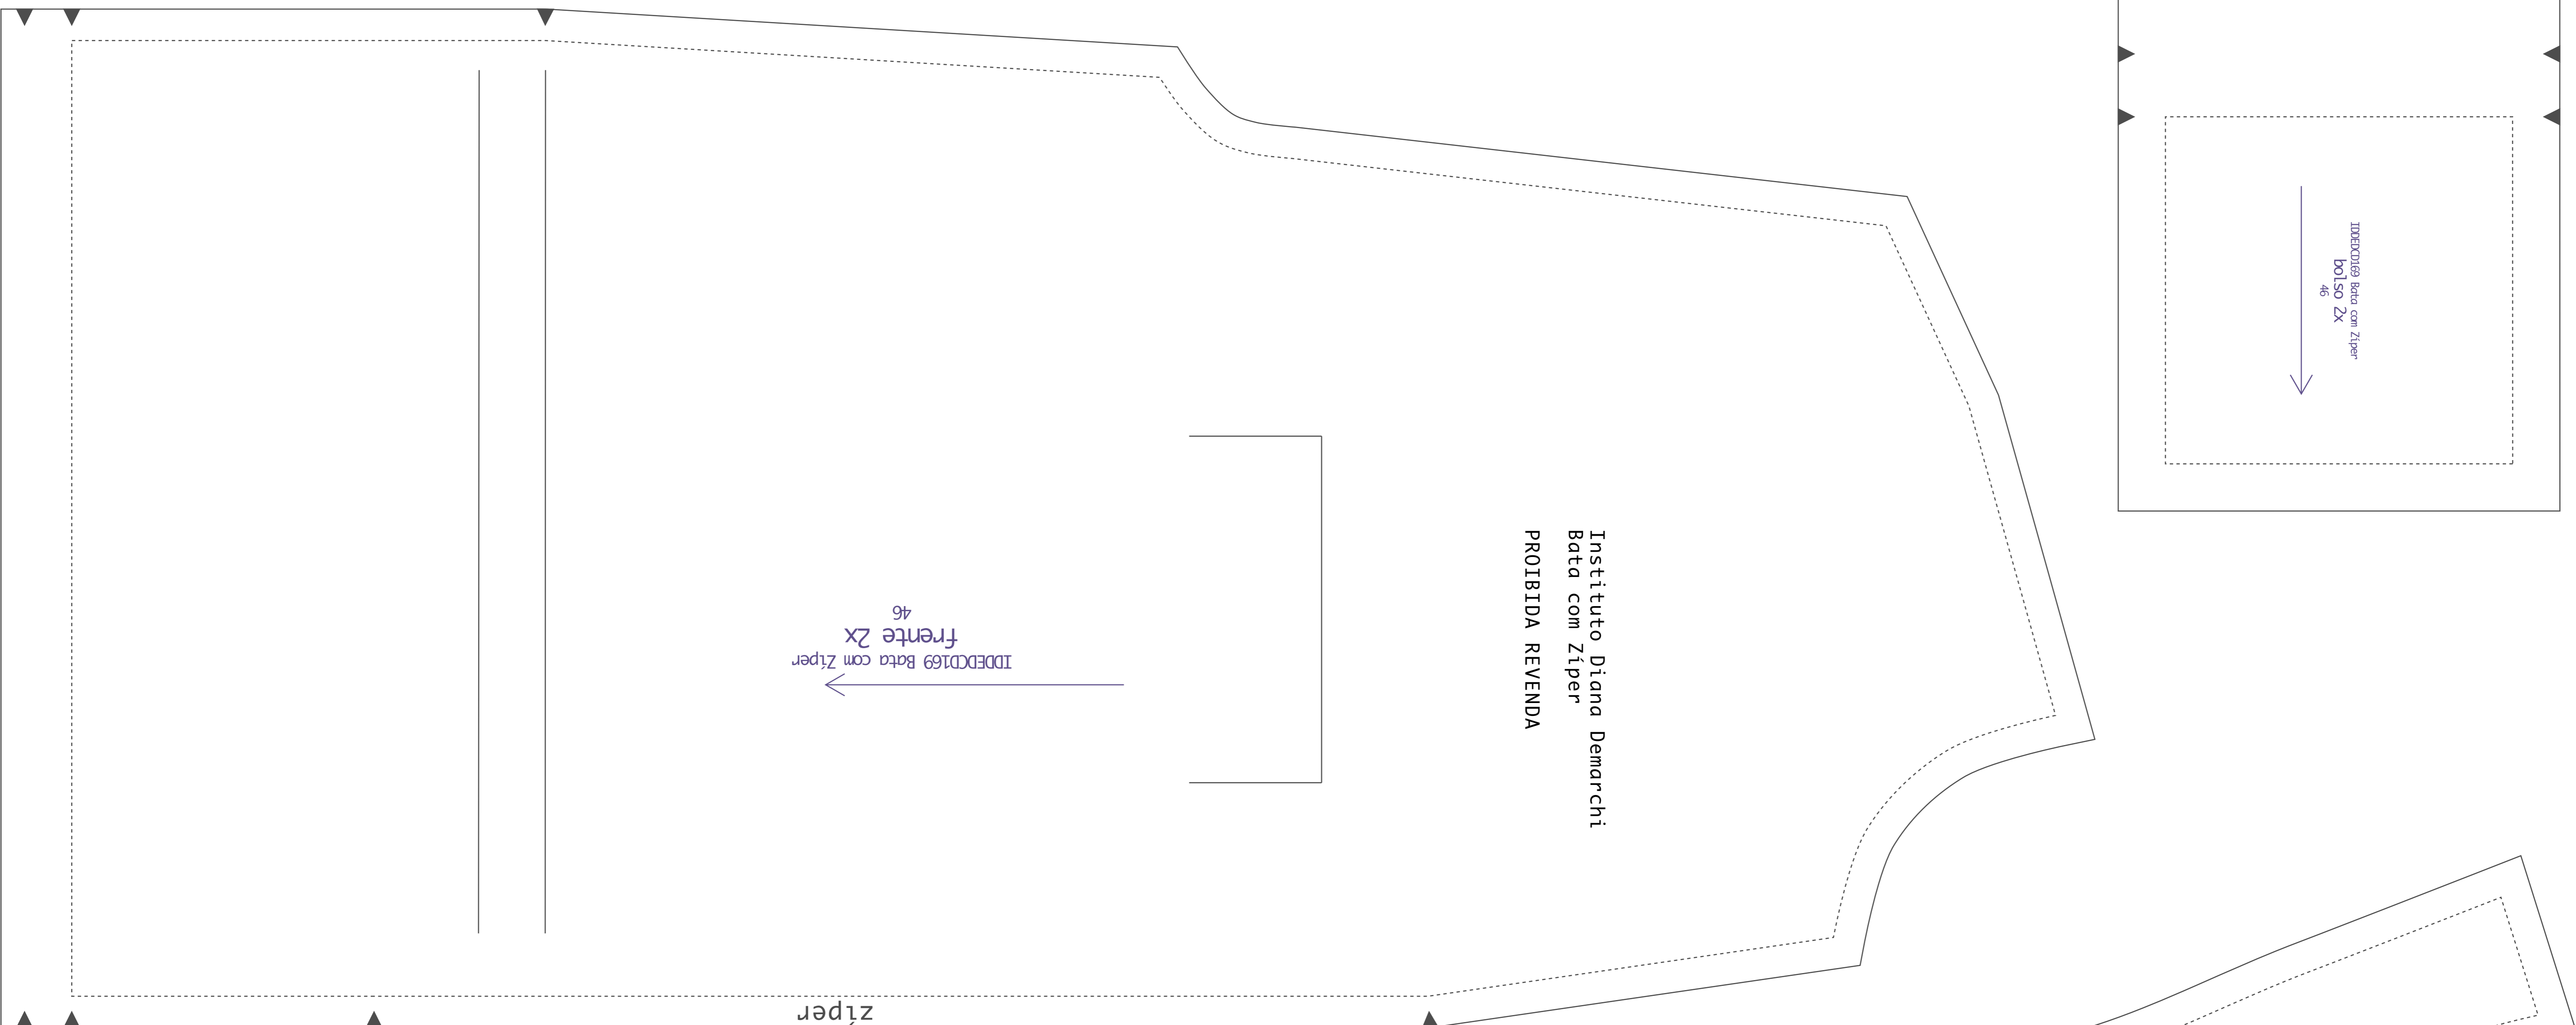 IDDEDCD169 Bata com Zíper
frente 2x
46
Instituto Diana Demarchi
Bata com Zíper
PROIBIDA REVENDA
IDDEDCD169 Bata com Zíper
bolso 2x
46
zíper